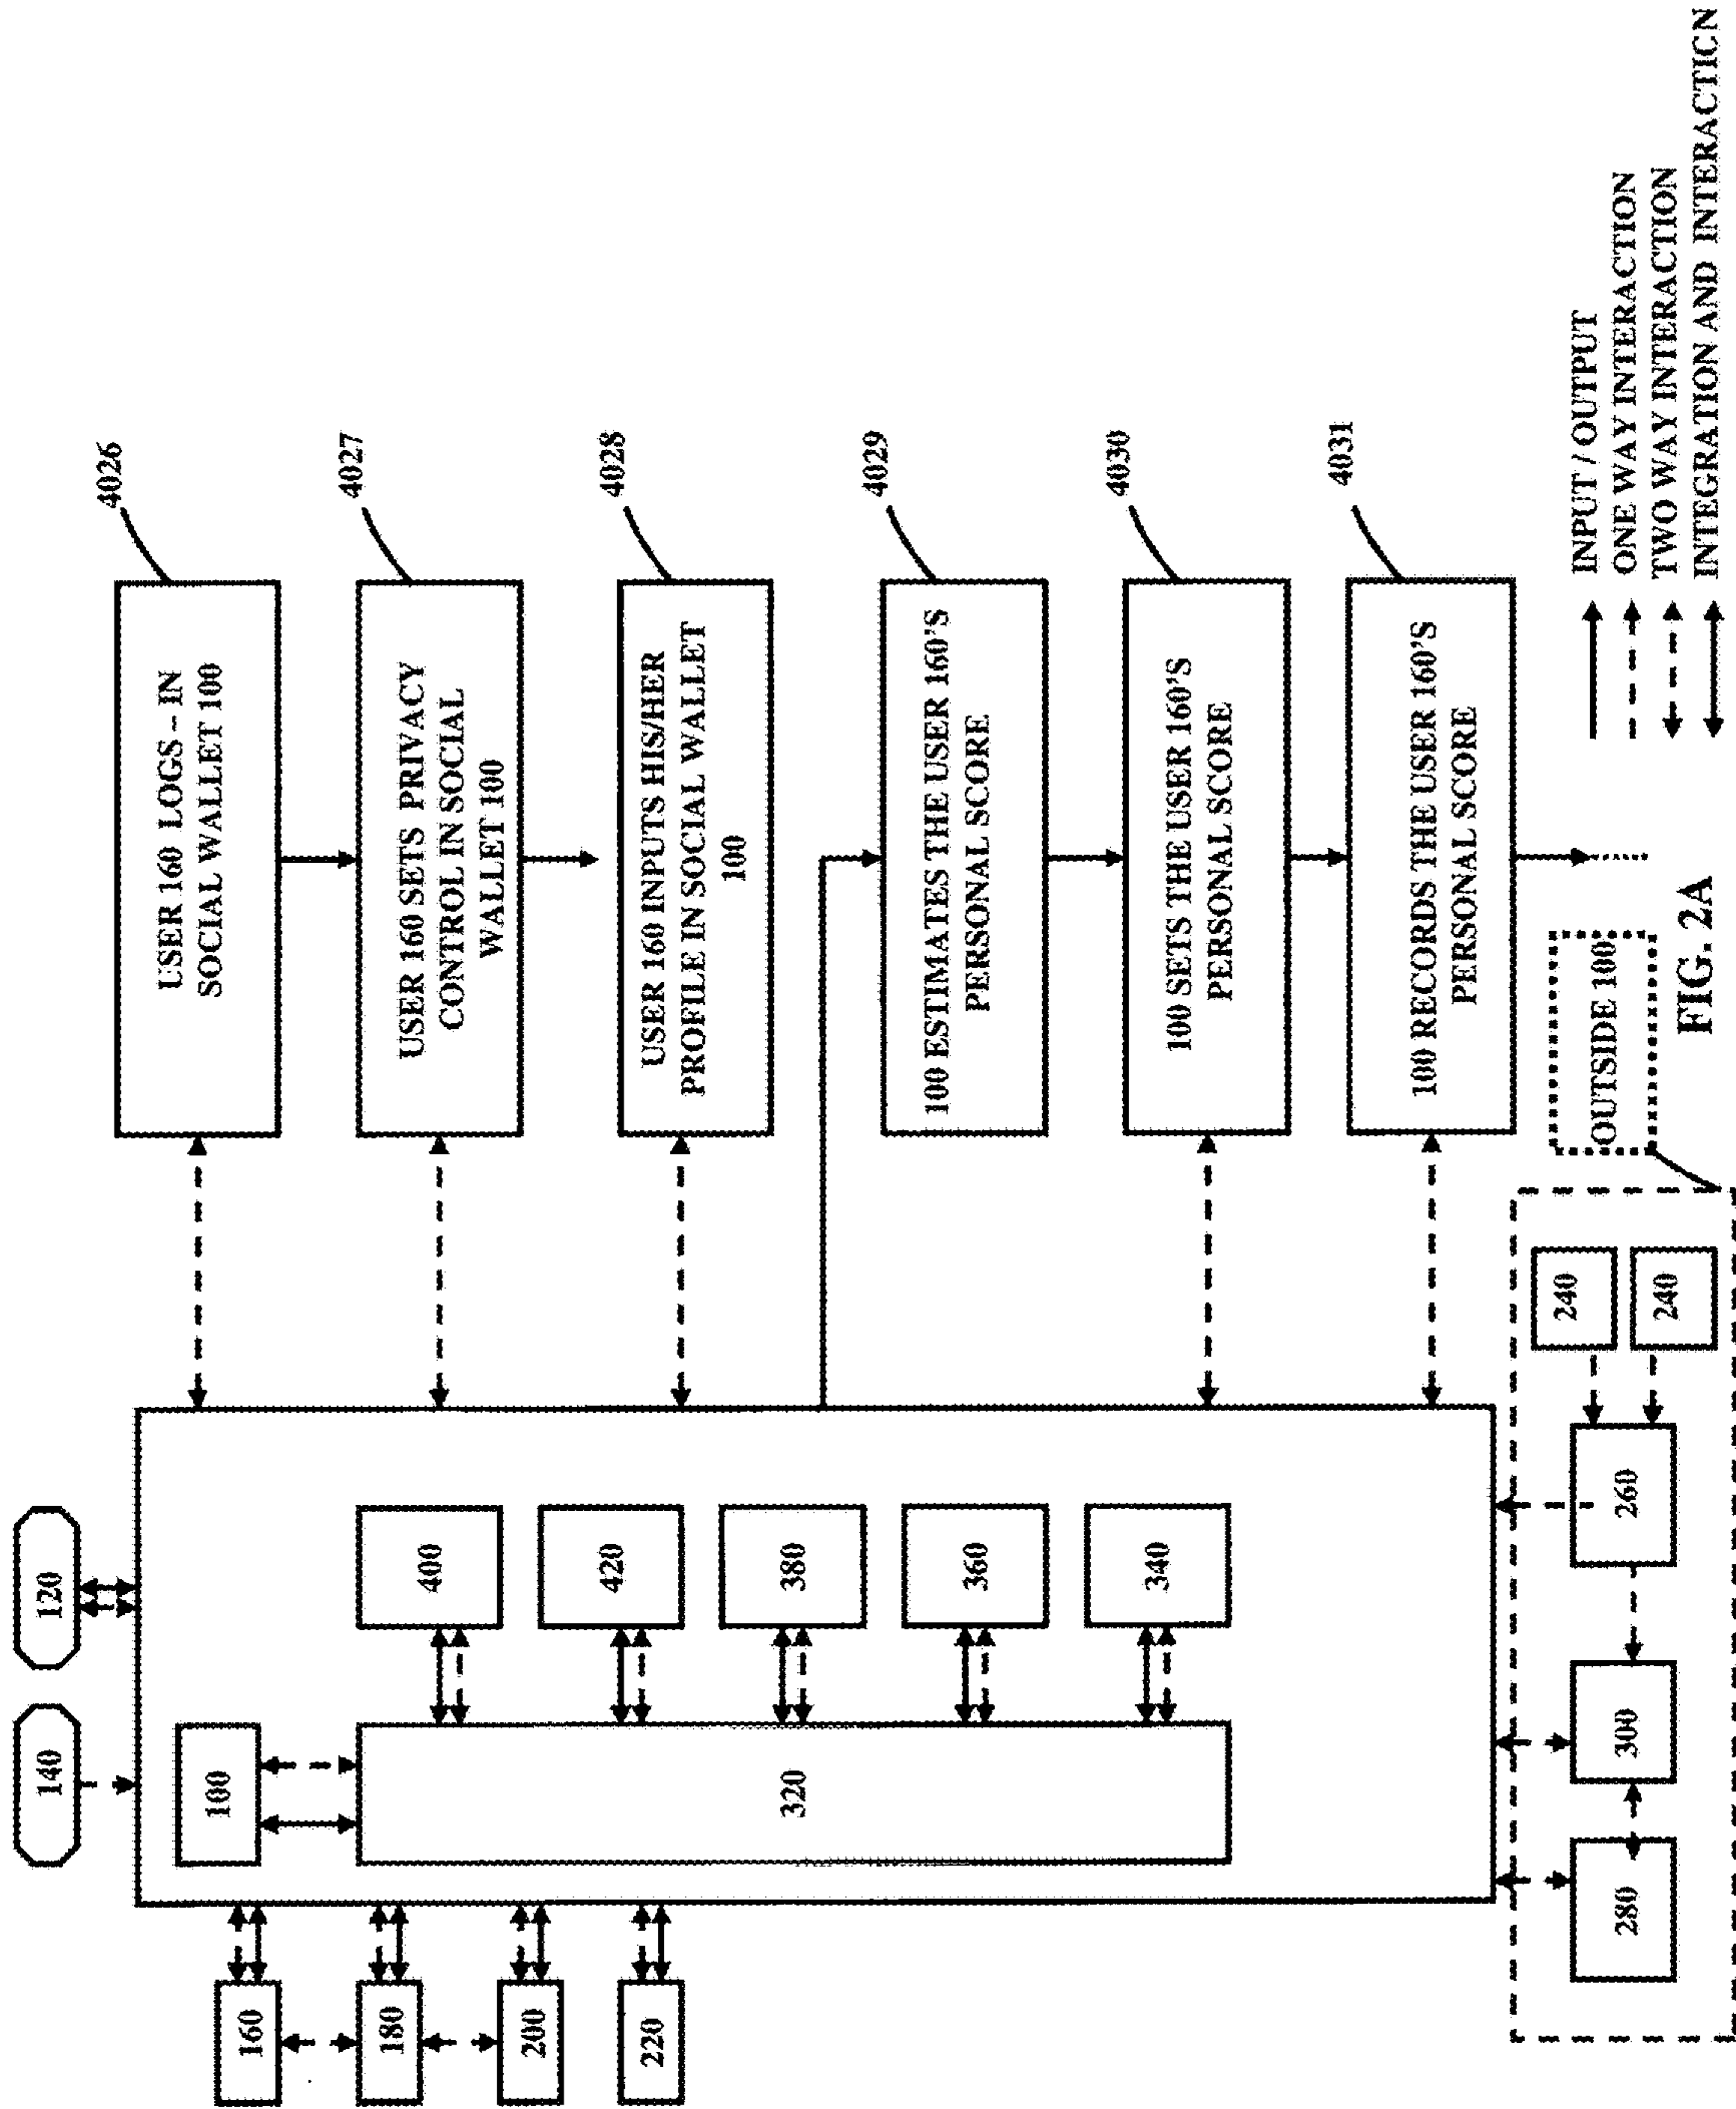 140
120
160
180
200
220
100
320
400
420
380
360
340
280
300
260
240
240
OUTSIDE 100
USER 160 LOGS – IN
SOCIAL WALLET 100
4026
USER 160 SETS PRIVACY
CONTROL IN SOCIAL
WALLET 100
4027
USER 160 INPUTS HIS/HER
PROFILE IN SOCIAL WALLET
100
4028
100 ESTIMATES THE USER 160'S
PERSONAL SCORE
4029
100 SETS THE USER 160'S
PERSONAL SCORE
4030
100 RECORDS THE USER 160'S
PERSONAL SCORE
4031
INPUT / OUTPUT
ONE WAY INTERACTION
TWO WAY INTERACTION
INTEGRATION AND INTERACTION
FIG. 2A